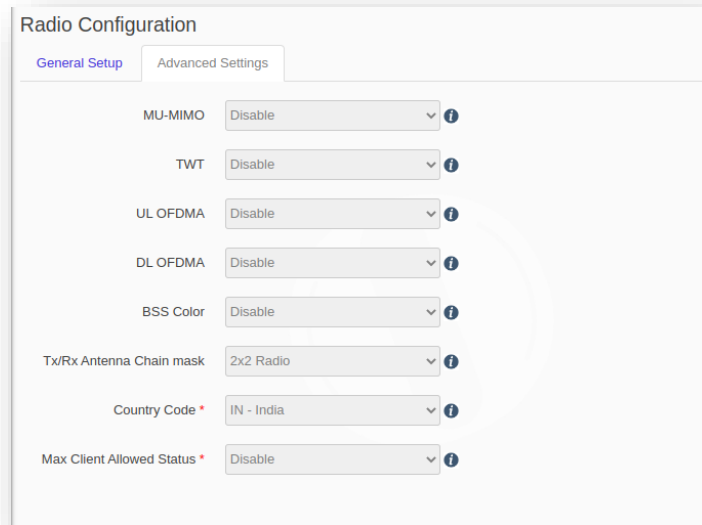 Radio Configuration
General Setup Advanced Settings
MU-MIMO Disable
TWT Disable
UL OFDMA Disable
DL OFDMA Disable
BSS Color Disable
Tx/Rx Antenna Chain mask 2x2 Radio
Country Code * IN - India
Max Client Allowed Status * Disable